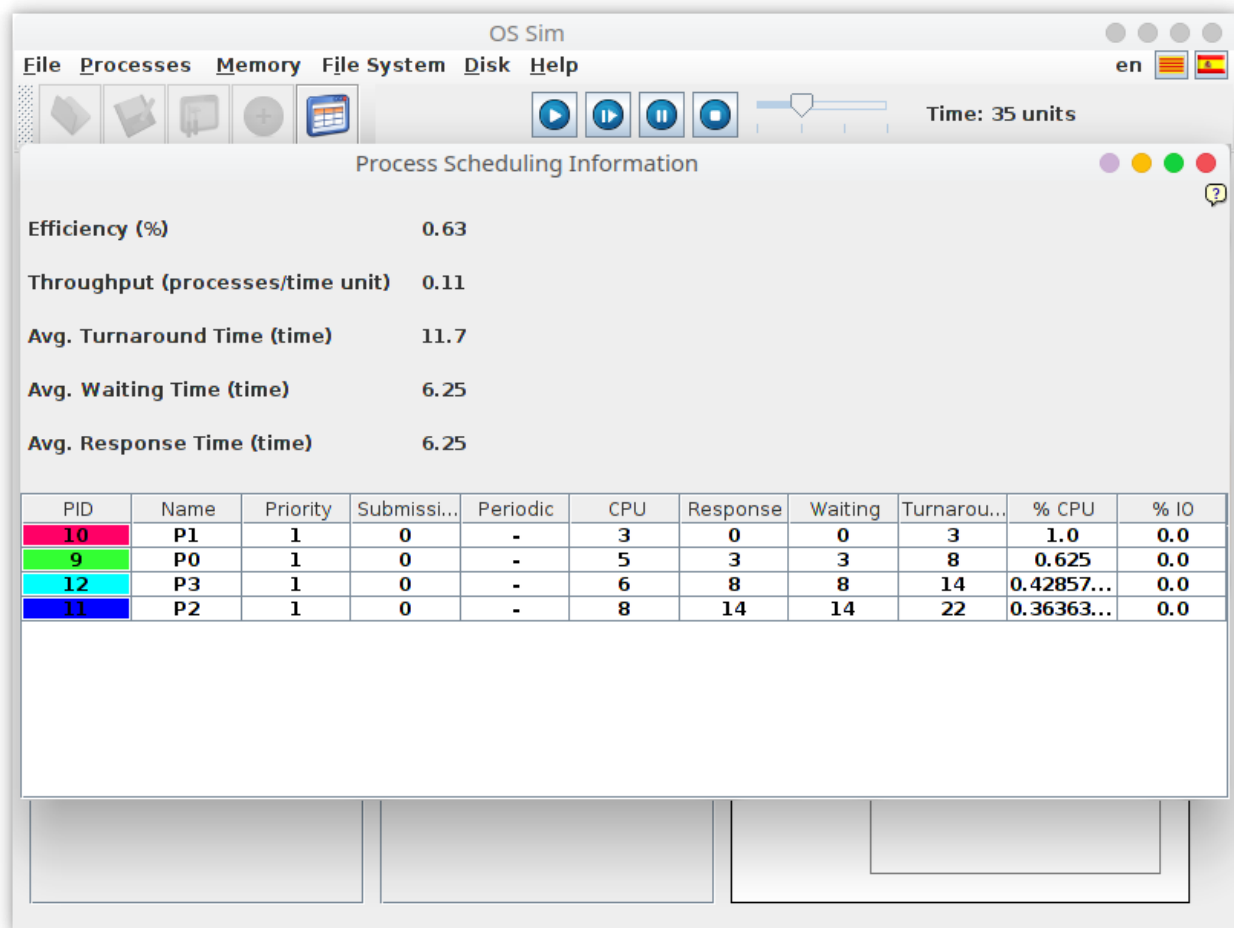 OS Sim
File Processes Memory File System Disk Help en
Time: 35 units
Process Scheduling Information
?
Efficiency (%) 0.63
Throughput (processes/time unit) 0.11
Avg. Turnaround Time (time) 11.7
Avg. Waiting Time (time) 6.25
Avg. Response Time (time) 6.25
PID Name Priority Submissi... Periodic CPU Response Waiting Turnarou... % CPU % IO
10 P1 1 0 - 3 0 0 3 1.0 0.0
9 P0 1 0 - 5 3 3 8 0.625 0.0
12 P3 1 0 - 6 8 8 14 0.42857... 0.0
11 P2 1 0 - 8 14 14 22 0.36363... 0.0